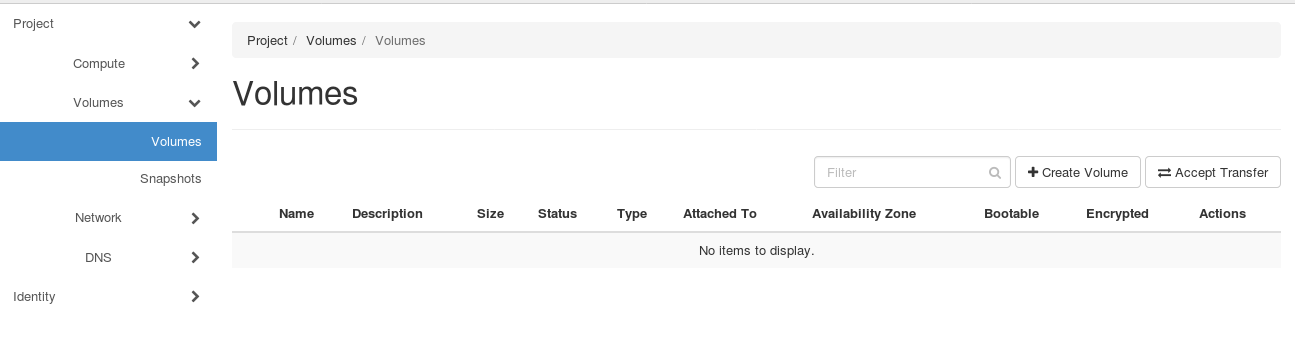 Project
Compute
Volumes
Volumes
Snapshots
Network
DNS
Identity
Project / Volumes / Volumes
Volumes
Filter Create Volume Accept Transfer
Name Description Size Status Type Attached To Availability Zone Bootable Encrypted Actions
No items to display.